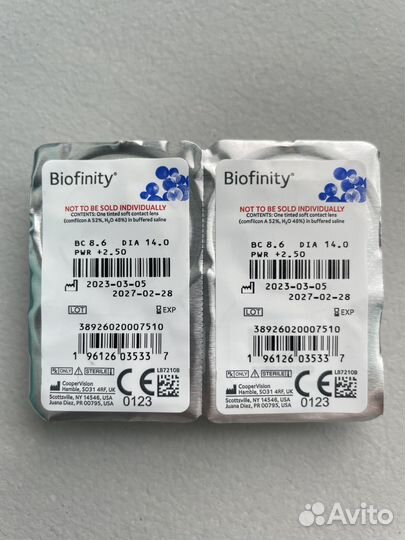 Biofinity®
NOT TO BE SOLD INDIVIDUALLY
CONTENTS: One tinted soft contact lens
(comfilcon A 52%, H₂O 48%) in buffered saline
BC 8.6 DIA 14.0
PWR +2.50
2023-03-05
2027-02-28
LOT
EXP
38926020007510
1 96126 03533 7
℞ ONLY
STERILE
LB7210B
CooperVision
Hamble, SO31 4RF, UK
Scottsville, NY 14546, USA
Juana Diaz, PR 00795, USA
CE
0123
Biofinity®
NOT TO BE SOLD INDIVIDUALLY
CONTENTS: One tinted soft contact lens
(comfilcon A 52%, H₂O 48%) in buffered saline
BC 8.6 DIA 14.0
PWR +2.50
2023-03-05
2027-02-28
LOT
EXP
38926020007510
1 96126 03533 7
℞ ONLY
STERILE
LB7210B
CooperVision
Hamble, SO31 4RF, UK
Scottsville, NY 14546, USA
Juana Diaz, PR 00795, USA
CE
0123
Avito